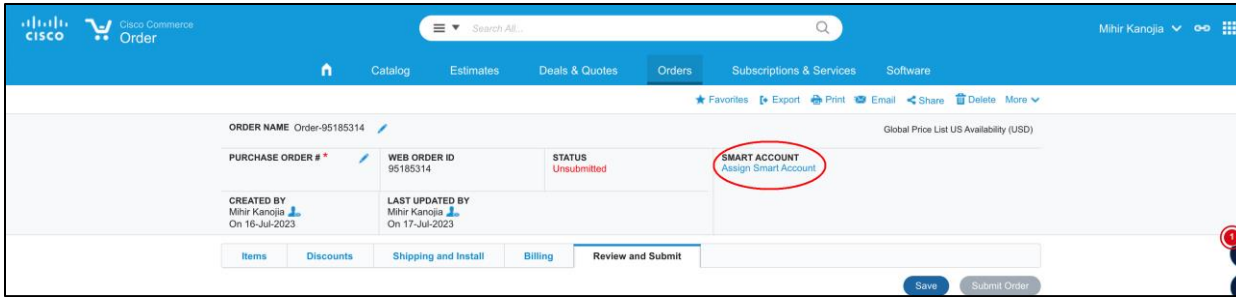 CISCO
Cisco Commerce
Order
Search All...
Mihir Kanojia
Catalog Estimates Deals & Quotes Orders Subscriptions & Services Software
Favorites Export Print Email Share Delete More
ORDER NAME Order-95185314
Global Price List US Availability (USD)
PURCHASE ORDER # * WEB ORDER ID STATUS SMART ACCOUNT
95185314 Unsubmitted Assign Smart Account
CREATED BY LAST UPDATED BY
Mihir Kanojia Mihir Kanojia
On 16-Jul-2023 On 17-Jul-2023
Items Discounts Shipping and Install Billing Review and Submit
1
Save Submit Order